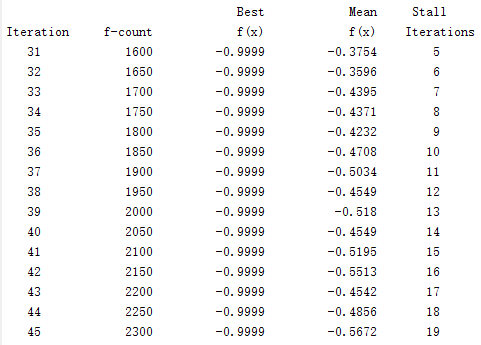 Best Mean Stall
Iteration f-count f(x) f(x) Iterations
31 1600 -0.9999 -0.3754 5
32 1650 -0.9999 -0.3596 6
33 1700 -0.9999 -0.4395 7
34 1750 -0.9999 -0.4371 8
35 1800 -0.9999 -0.4232 9
36 1850 -0.9999 -0.4708 10
37 1900 -0.9999 -0.5034 11
38 1950 -0.9999 -0.4549 12
39 2000 -0.9999 -0.518 13
40 2050 -0.9999 -0.4549 14
41 2100 -0.9999 -0.5195 15
42 2150 -0.9999 -0.5513 16
43 2200 -0.9999 -0.4542 17
44 2250 -0.9999 -0.4856 18
45 2300 -0.9999 -0.5672 19